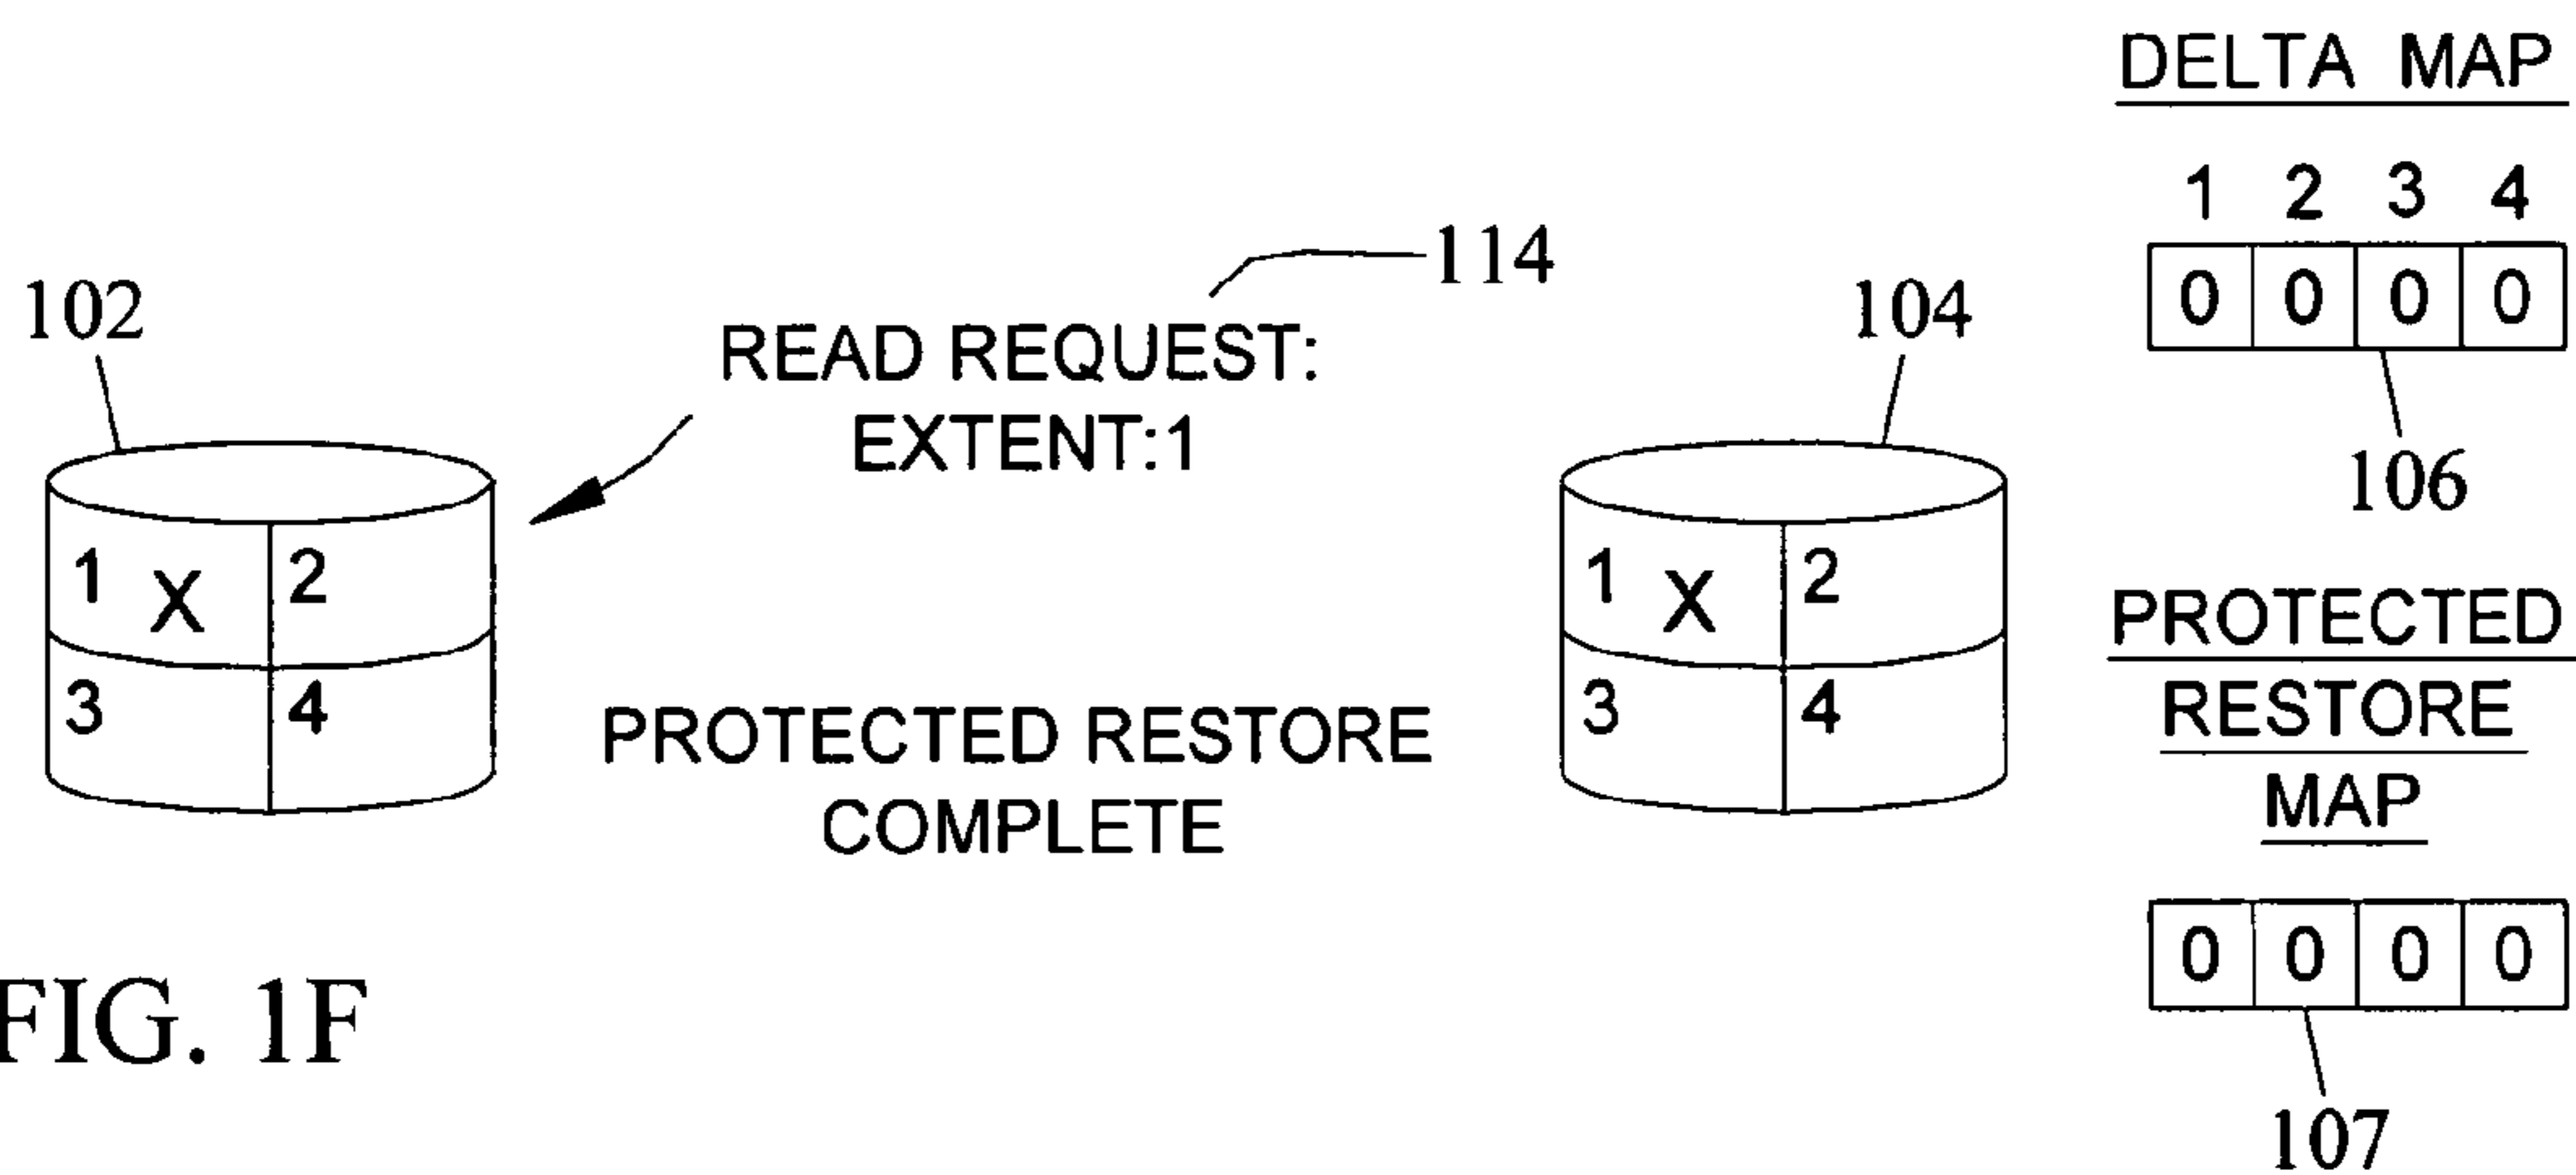 DELTA MAP
1 2 3 4
0 0 0 0
106
102
114
READ REQUEST:
EXTENT:1
104
1 X 2
3 4
1 X 2
3 4
PROTECTED RESTORE
COMPLETE
PROTECTED
RESTORE
MAP
0 0 0 0
107
FIG. 1F